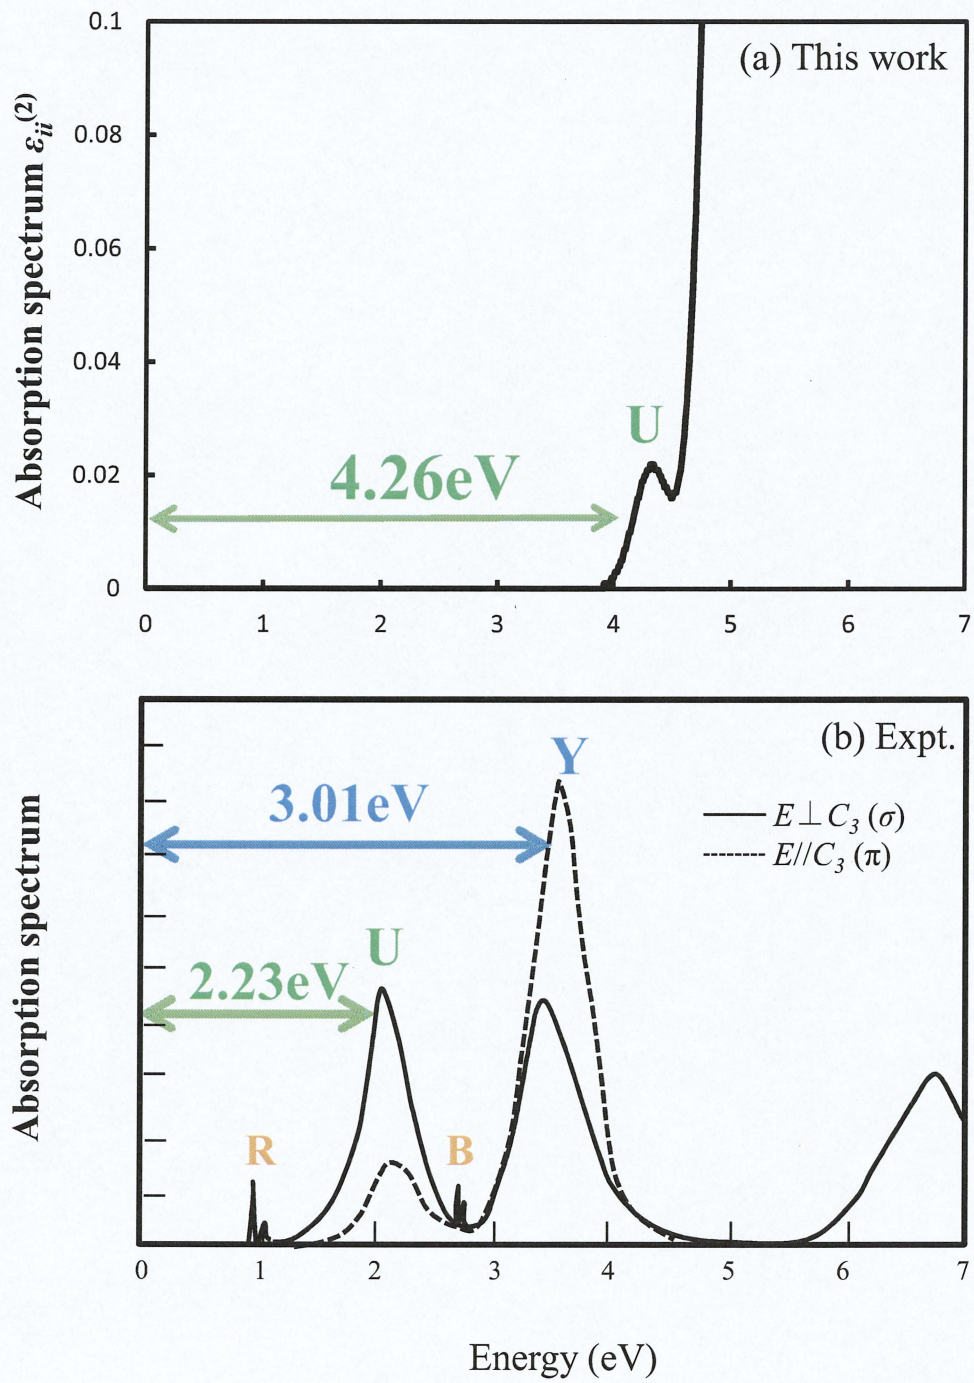 (a) This work
Absorption spectrum εii(2)
0.1
0.08
0.06
0.04
0.02
0
U
4.26eV
0 1 2 3 4 5 6 7
(b) Expt.
Absorption spectrum
Y
3.01eV
E⊥C3 (σ)
E//C3 (π)
U
2.23eV
R
B
0 1 2 3 4 5 6 7
Energy (eV)